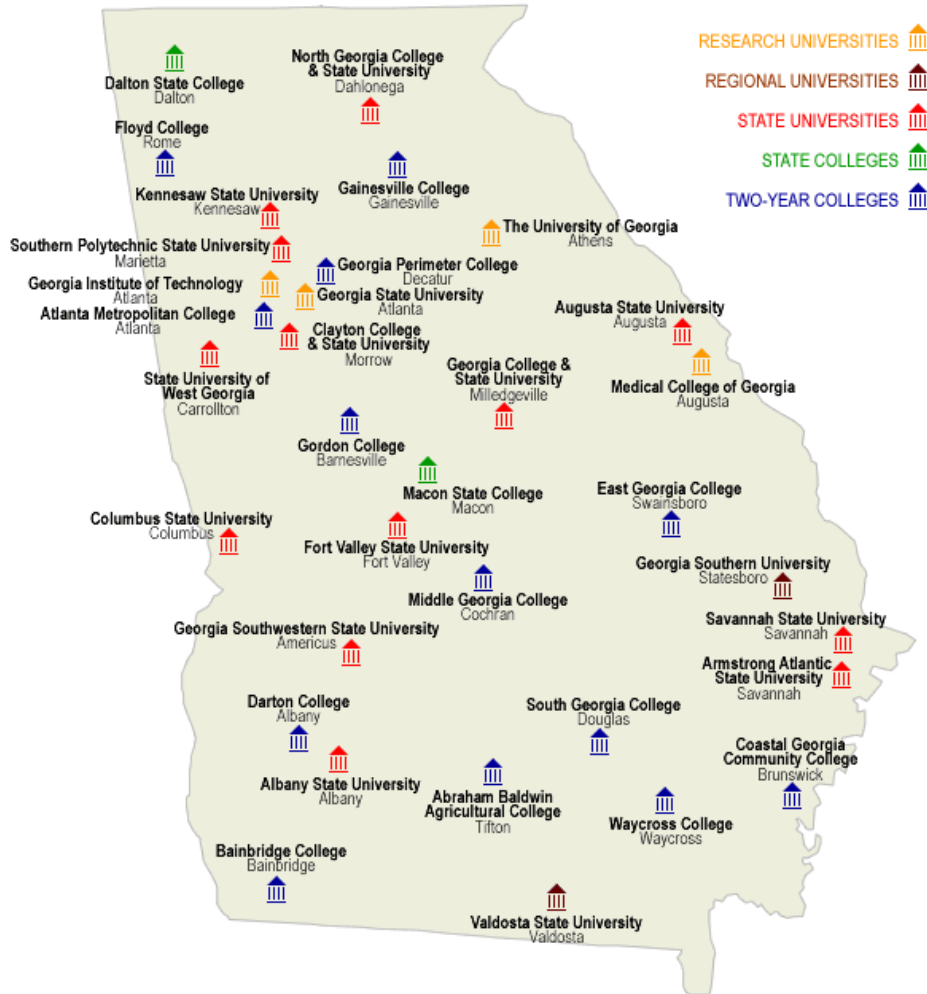 RESEARCH UNIVERSITIES
REGIONAL UNIVERSITIES
STATE UNIVERSITIES
STATE COLLEGES
TWO-YEAR COLLEGES
Dalton State College
Dalton
North Georgia College
& State University
Dahlonega
Floyd College
Rome
Gainesville College
Gainesville
Kennesaw State University
Kennesaw
The University of Georgia
Athens
Southern Polytechnic State University
Marietta
Georgia Perimeter College
Decatur
Georgia Institute of Technology
Atlanta
Georgia State University
Atlanta
Atlanta Metropolitan College
Atlanta
Clayton College
& State University
Morrow
Augusta State University
Augusta
State University of
West Georgia
Carrollton
Georgia College &
State University
Milledgeville
Medical College of Georgia
Augusta
Gordon College
Barnesville
Macon State College
Macon
East Georgia College
Swainsboro
Columbus State University
Columbus
Fort Valley State University
Fort Valley
Georgia Southern University
Statesboro
Middle Georgia College
Cochran
Georgia Southwestern State University
Americus
Savannah State University
Savannah
Armstrong Atlantic
State University
Savannah
Darton College
Albany
South Georgia College
Douglas
Coastal Georgia
Community College
Brunswick
Albany State University
Albany
Abraham Baldwin
Agricultural College
Tifton
Waycross College
Waycross
Bainbridge College
Bainbridge
Valdosta State University
Valdosta